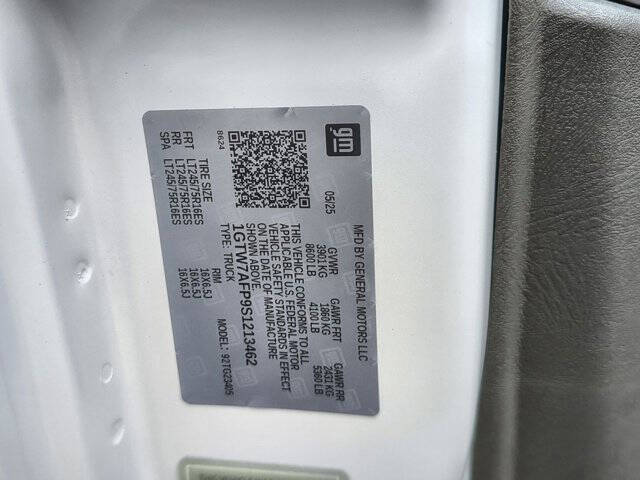 gm
MFD BY GENERAL MOTORS LLC
05/25
GVWR
3901 KG
8600 LB
GAWR FRT
1860 KG
4100 LB
GAWR RR
2431 KG
5360 LB
THIS VEHICLE CONFORMS TO ALL
APPLICABLE U.S. FEDERAL MOTOR
VEHICLE SAFETY STANDARDS IN EFFECT
ON THE DATE OF MANUFACTURE
SHOWN ABOVE.
1GTW7AFP9S1213462
TYPE: TRUCK
MODEL: 92TG23405
8624
TIRE SIZE
RIM
FRT LT245/75R16ES 16X6.5J
RR LT245/75R16ES 16X6.5J
SPA LT245/75R16ES 16X6.5J